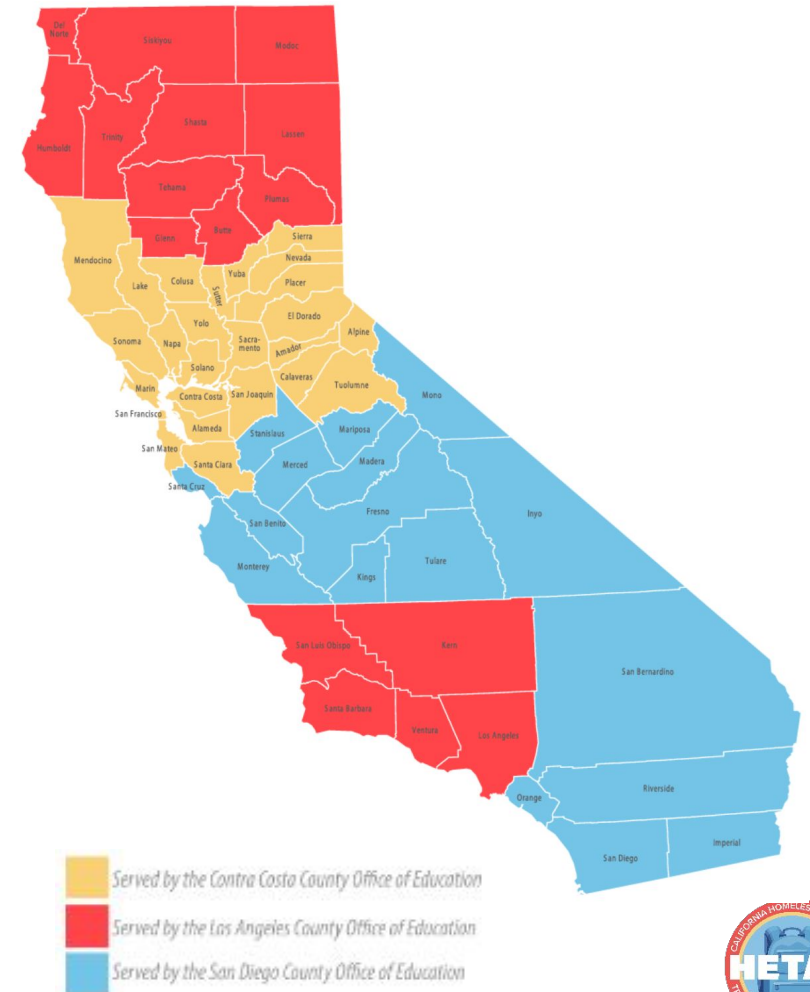 Del
Norte
Siskiyou
Modoc
Humboldt
Trinity
Shasta
Lassen
Tehama
Plumas
Glenn
Butte
Mendocino
Lake
Colusa
Sutter
Yuba
Sierra
Nevada
Placer
El Dorado
Sonoma
Napa
Yolo
Sacra-
mento
Amador
Alpine
Solano
Marin
Contra Costa
San Joaquin
Calaveras
Tuolumne
San Francisco
Alameda
San Mateo
Santa Clara
Santa Cruz
Stanislaus
Mono
Mariposa
Merced
Madera
San Benito
Fresno
Inyo
Monterey
Kings
Tulare
San Luis Obispo
Kern
Santa Barbara
Ventura
Los Angeles
San Bernardino
Orange
Riverside
San Diego
Imperial
Served by the Contra Costa County Office of Education
Served by the Los Angeles County Office of Education
Served by the San Diego County Office of Education
CALIFORNIA HOMELES
HETA